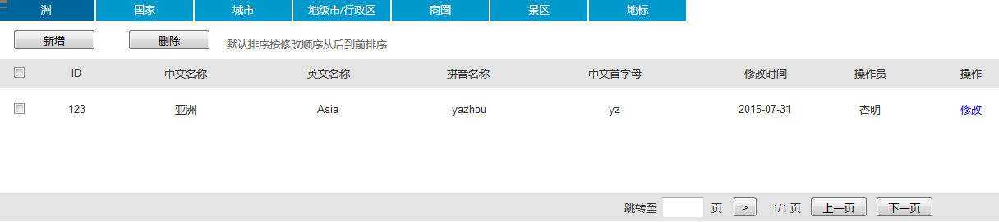 洲 国家 城市 地级市/行政区 商圈 景区 地标
新增 删除 默认排序按修改顺序从后到前排序
ID 中文名称 英文名称 拼音名称 中文首字母 修改时间 操作员 操作
123 亚洲 Asia yazhou yz 2015-07-31 杏明 修改
跳转至 页 > 1/1 页 上一页 下一页